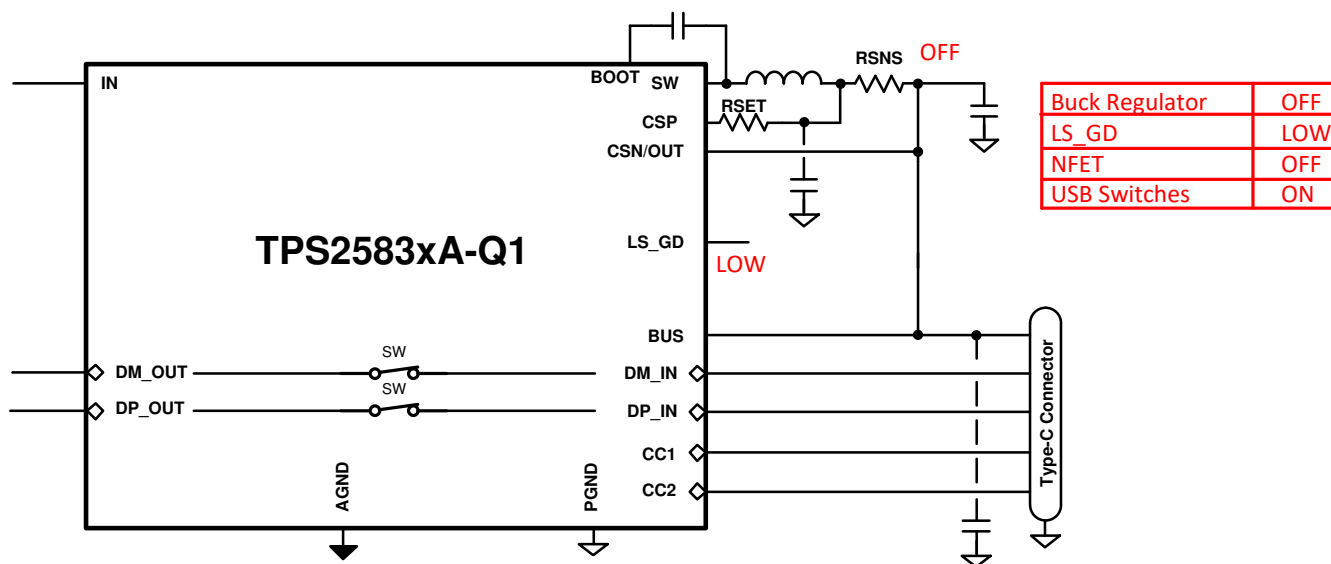 BOOT
IN
SW
RSNS
OFF
RSET
CSP
CSN/OUT
Buck Regulator OFF
LS_GD LOW
NFET OFF
USB Switches ON
TPS2583xA-Q1
LS_GD
LOW
BUS
SW
DM_OUT
DM_IN
SW
DP_OUT
DP_IN
CC1
CC2
AGND
PGND
Type-C Connector